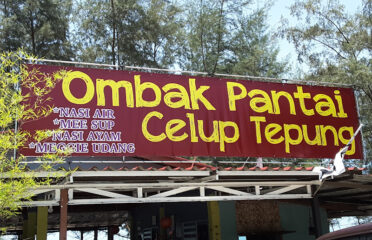 Ombak Pantai
Celup Tepung
*NASI AIR
*MEE SUP
*NASI AYAM
*MEGGIE UDANG